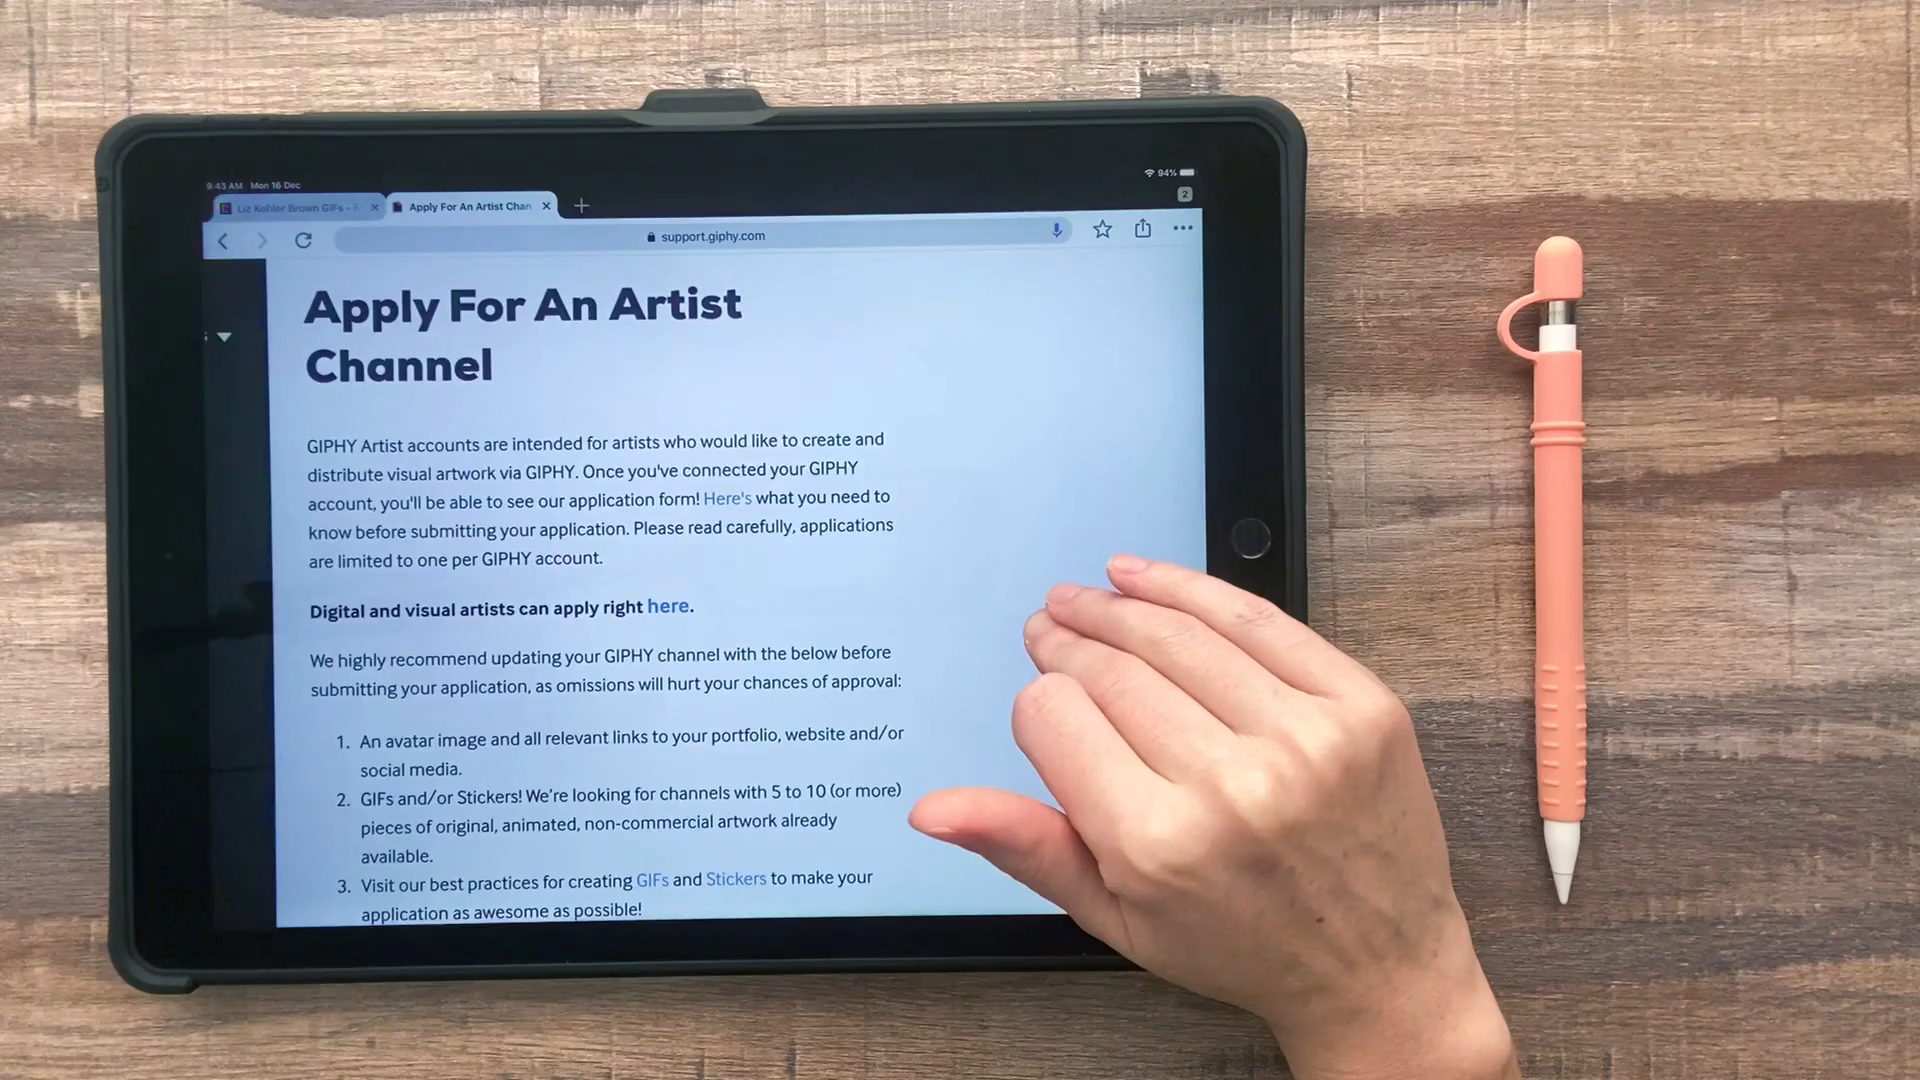 9:43 AM Mon 16 Dec
94%
Liz Kohler Brown GIFs -
Apply For An Artist Chan
2
support.giphy.com
Apply For An Artist
Channel
GIPHY Artist accounts are intended for artists who would like to create and
distribute visual artwork via GIPHY. Once you've connected your GIPHY
account, you'll be able to see our application form! Here's what you need to
know before submitting your application. Please read carefully, applications
are limited to one per GIPHY account.
Digital and visual artists can apply right here.
We highly recommend updating your GIPHY channel with the below before
submitting your application, as omissions will hurt your chances of approval:
1. An avatar image and all relevant links to your portfolio, website and/or
social media.
2. GIFs and/or Stickers! We're looking for channels with 5 to 10 (or more)
pieces of original, animated, non-commercial artwork already
available.
3. Visit our best practices for creating GIFs and Stickers to make your
application as awesome as possible!